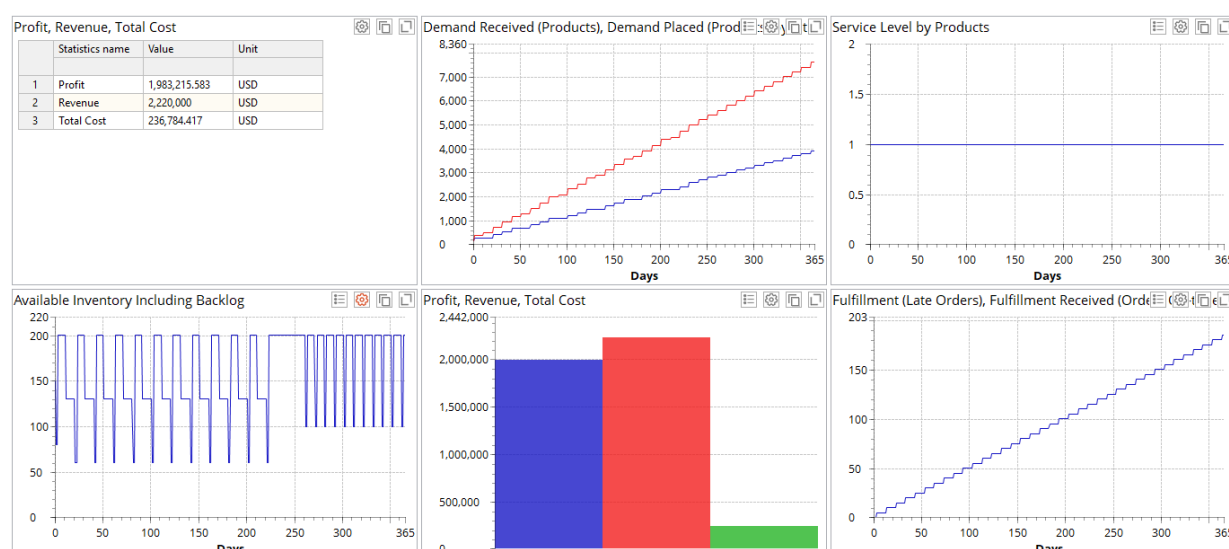 Profit, Revenue, Total Cost
Statistics name Value Unit
1 Profit 1,983,215.583 USD
2 Revenue 2,220,000 USD
3 Total Cost 236,784.417 USD
Demand Received (Products), Demand Placed (Prod
8,360
7,000
6,000
5,000
4,000
3,000
2,000
1,000
0
0 50 100 150 200 250 300 365
Days
Service Level by Products
2
1.5
1
0.5
0
0 50 100 150 200 250 300 365
Days
Available Inventory Including Backlog
220
200
150
100
50
0
0 50 100 150 200 250 300 365
Days
Profit, Revenue, Total Cost
2,442,000
2,000,000
1,500,000
1,000,000
500,000
0
Fulfillment (Late Orders), Fulfillment Received (Orde
203
150
100
50
0
0 50 100 150 200 250 300 365
Days